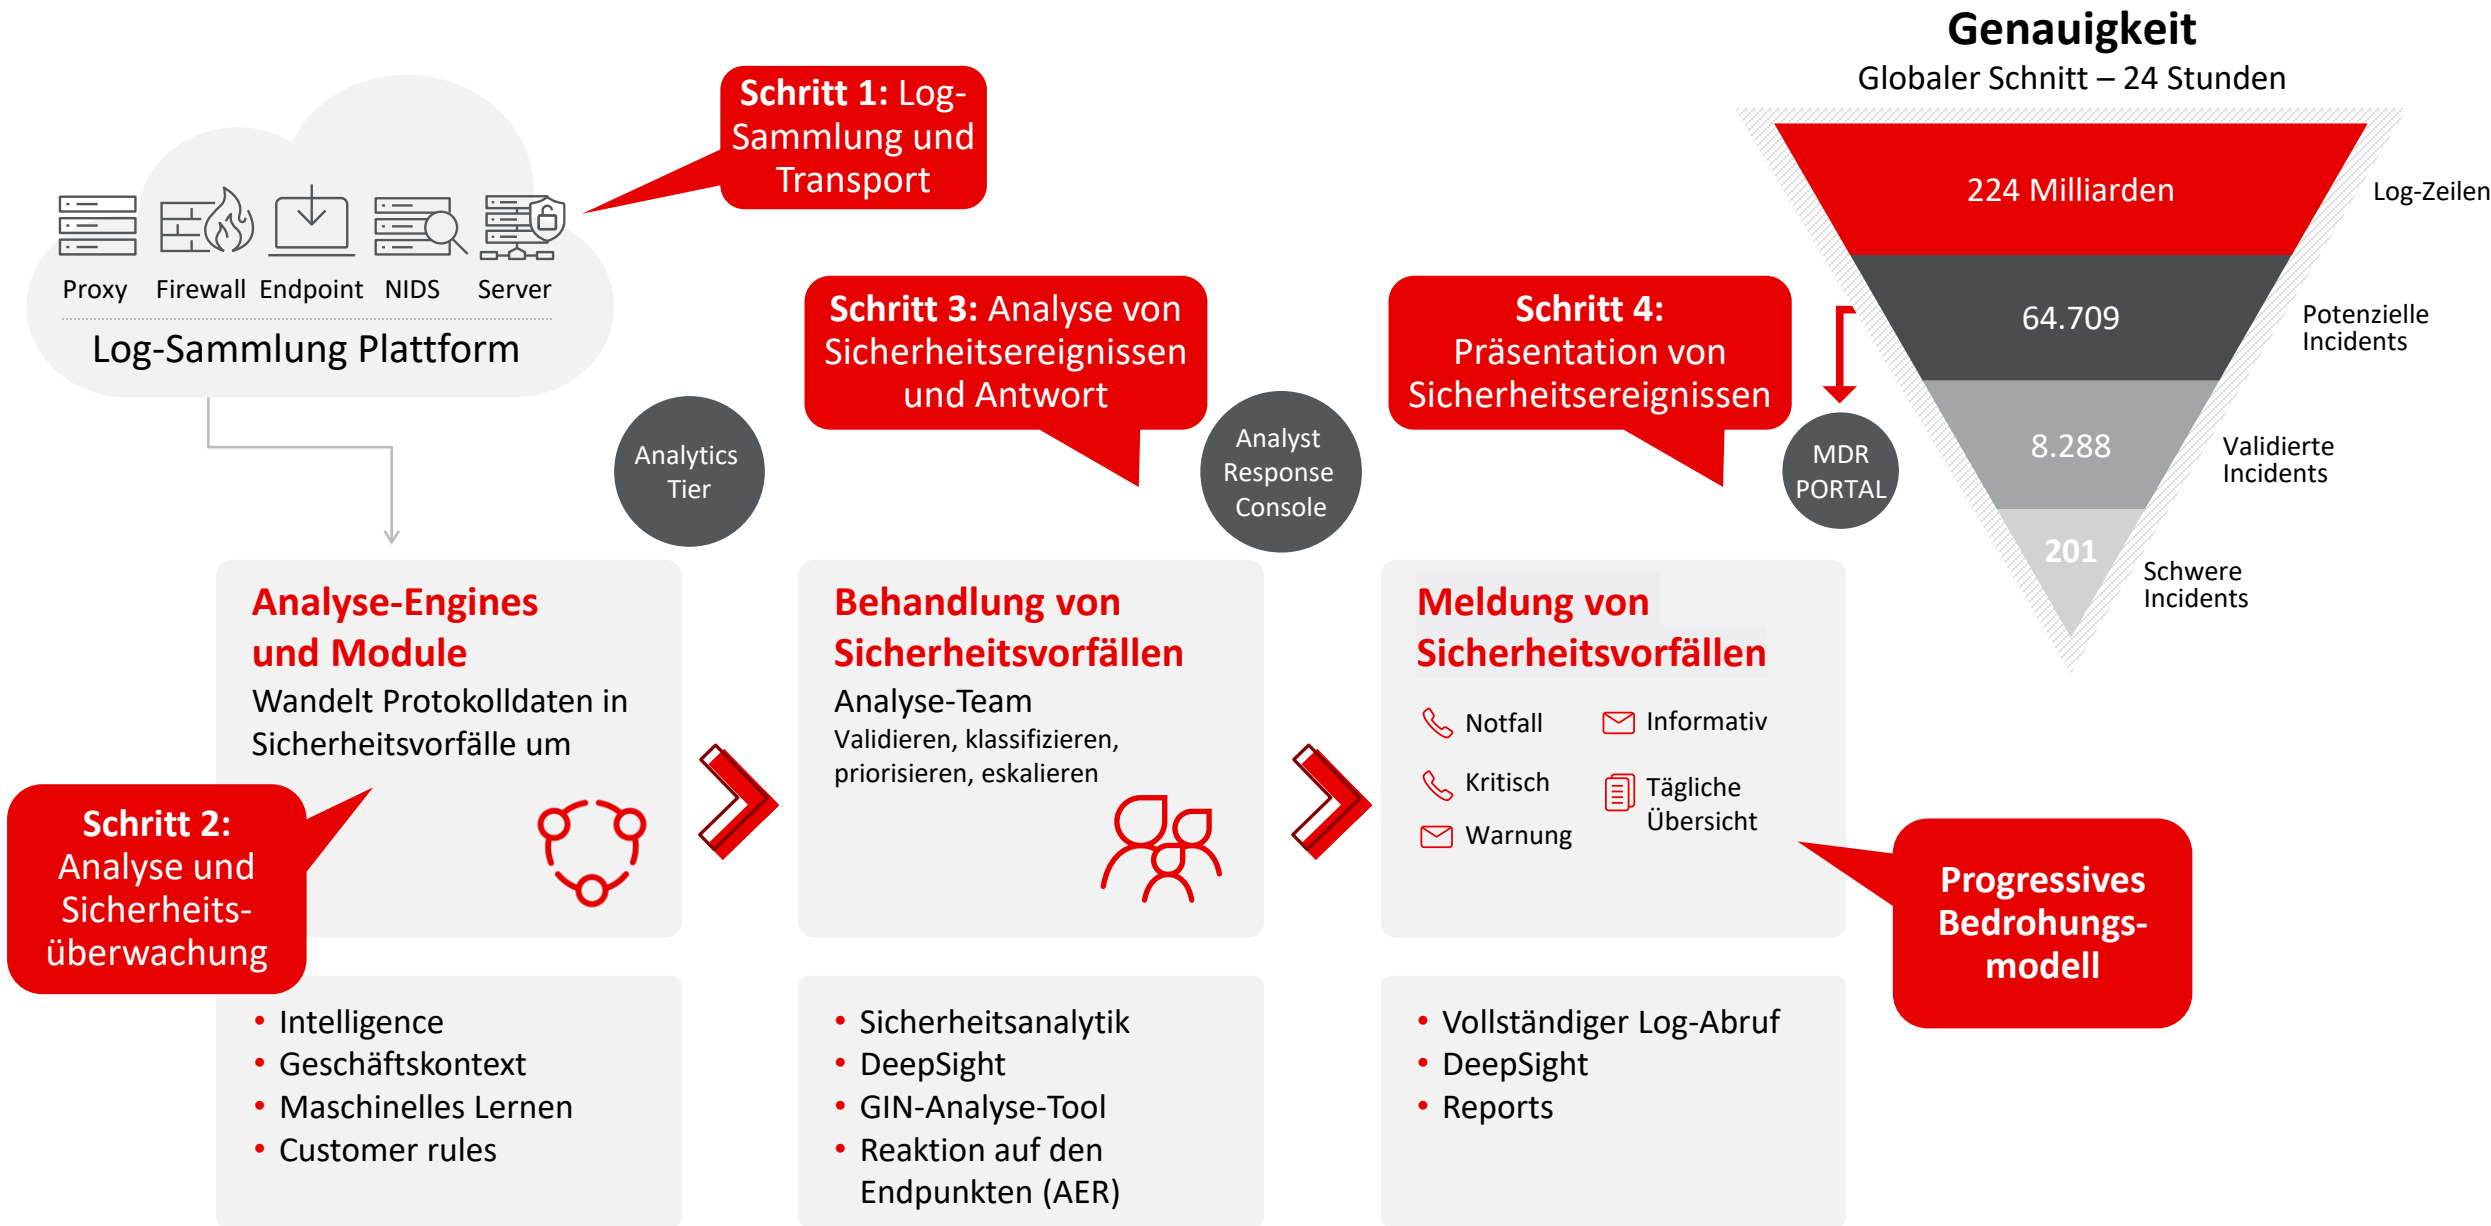 Genauigkeit
Globaler Schnitt – 24 Stunden
224 Milliarden
Log-Zeilen
64.709
Potenzielle
Incidents
8.288
Validierte
Incidents
201
Schwere
Incidents
Schritt 1: Log-
Sammlung und
Transport
Proxy
Firewall
Endpoint
NIDS
Server
Log-Sammlung Plattform
Schritt 3: Analyse von
Sicherheitsereignissen
und Antwort
Schritt 4:
Präsentation von
Sicherheitsereignissen
Analytics
Tier
Analyst
Response
Console
MDR
PORTAL
Analyse-Engines
und Module
Wandelt Protokolldaten in
Sicherheitsvorfälle um
Schritt 2:
Analyse und
Sicherheits-
überwachung
Behandlung von
Sicherheitsvorfällen
Analyse-Team
Validieren, klassifizieren,
priorisieren, eskalieren
Meldung von
Sicherheitsvorfällen
Notfall
Informativ
Kritisch
Tägliche
Übersicht
Warnung
Progressives
Bedrohungs-
modell
• Intelligence
• Geschäftskontext
• Maschinelles Lernen
• Customer rules
• Sicherheitsanalytik
• DeepSight
• GIN-Analyse-Tool
• Reaktion auf den
Endpunkten (AER)
• Vollständiger Log-Abruf
• DeepSight
• Reports